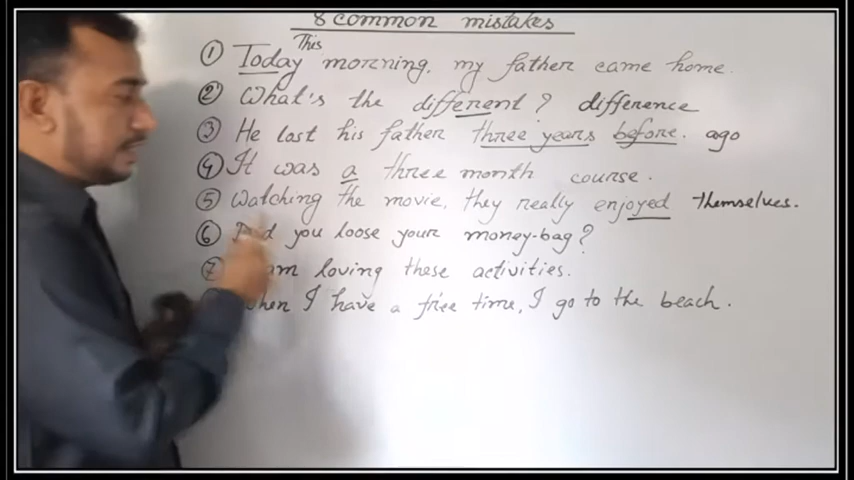 8 common mistakes
This
① Today morning, my father came home.
② What's the different? difference
③ He lost his father three years before. ago
④ It was a three month course.
⑤ Watching the movie, they really enjoyed themselves.
⑥ Did you loose your money-bag?
⑦ am loving these activities.
When I have a free time, I go to the beach.